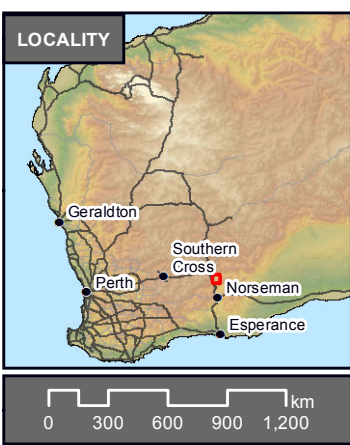 LOCALITY
Geraldton
Southern
Cross
Perth
Norseman
Esperance
km
0 300 600 900 1,200